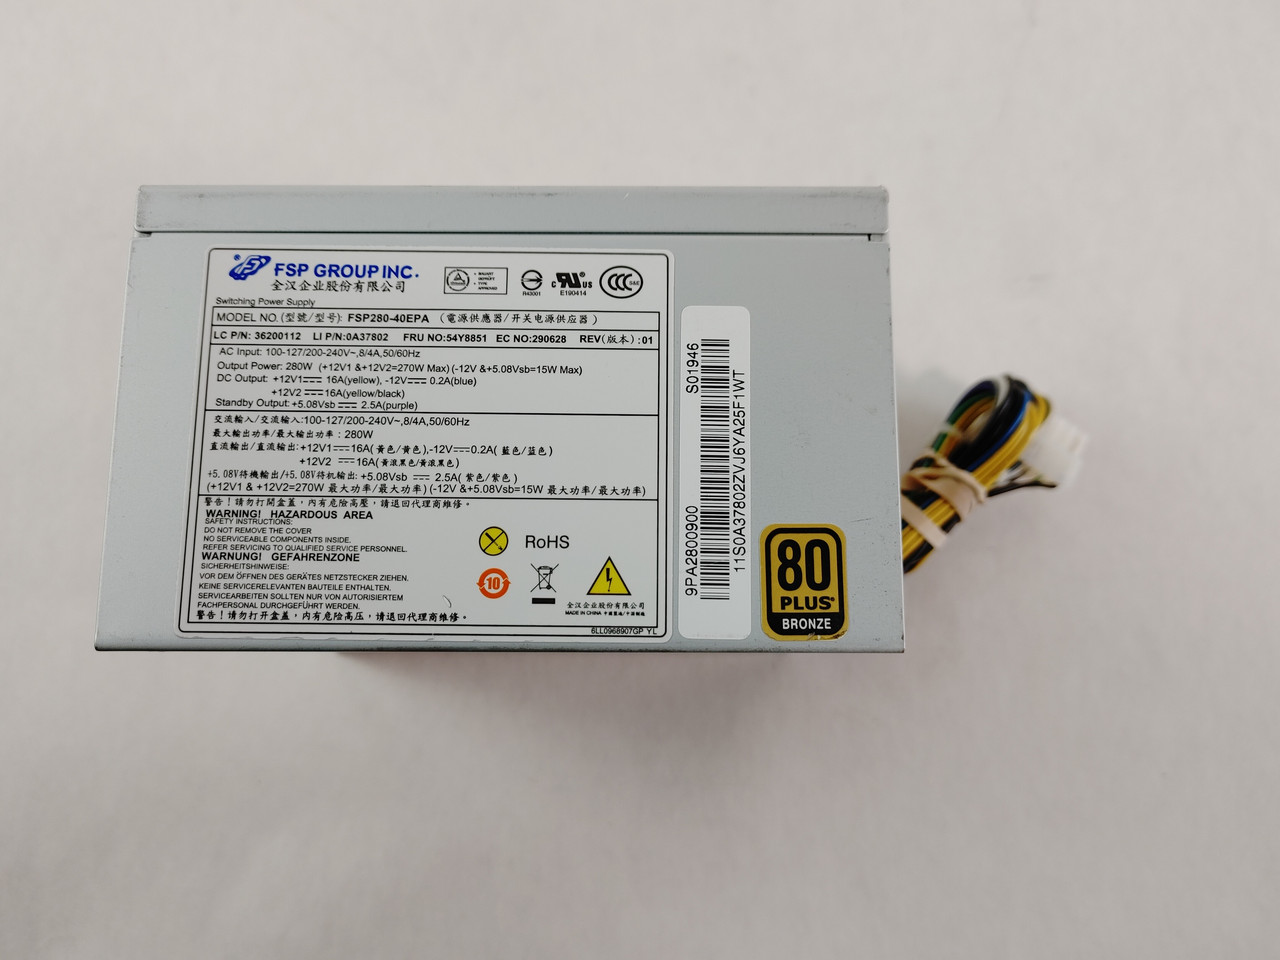 FSP GROUP INC.
全汉企业股份有限公司
Switching Power Supply
R43001
c UL us
E190414
CCC
MODEL NO.(型號/型号): FSP280-40EPA (電源供應器/开关电源供应器)
LC P/N: 36200112 LI P/N:0A37802 FRU NO:54Y8851 EC NO:290628 REV(版本):01
AC Input: 100-127/200-240V~,8/4A,50/60Hz
Output Power: 280W (+12V1 &+12V2=270W Max) (-12V &+5.08Vsb=15W Max)
DC Output: +12V1⎓16A(yellow), -12V⎓0.2A(blue)
+12V2⎓16A(yellow/black)
Standby Output:+5.08Vsb⎓2.5A(purple)
交流輸入/交流输入:100-127/200-240V~,8/4A,50/60Hz
最大輸出功率/最大输出功率: 280W
直流輸出/直流输出:+12V1⎓16A(黃色/黄色),-12V⎓0.2A(藍色/蓝色)
+12V2⎓16A(黃滾黑色/黃滾黑色)
+5.08V待機輸出/+5.08V待机输出:+5.08Vsb⎓2.5A(紫色/紫色)
(+12V1 & +12V2=270W 最大功率/最大功率)(-12V &+5.08Vsb=15W 最大功率/最大功率)
警告!請勿打開盒蓋,內有危險高壓,請退回代理商維修。
WARNING! HAZARDOUS AREA
SAFETY INSTRUCTIONS:
DO NOT REMOVE THE COVER
NO SERVICEABLE COMPONENTS INSIDE.
REFER SERVICING TO QUALIFIED SERVICE PERSONNEL.
WARNUNG! GEFAHRENZONE
SICHERHEITSHINWEISE:
VOR DEM ÖFFNEN DES GERÄTES NETZSTECKER ZIEHEN.
KEINE SERVICERELEVANTEN BAUTEILE ENTHALTEN.
SERVICEARBEITEN SOLLTEN NUR VON AUTORISIERTEM
FACHPERSONAL DURCHGEFÜHRT WERDEN.
警告!请勿打开盒盖,内有危险高压,请退回代理商维修。
RoHS
10
全汉企业股份有限公司
MADE IN CHINA
6LL0968907GP YL
9PA2800900 S01946
11S0A37802ZVJ6YA25F1WT
80
PLUS
BRONZE